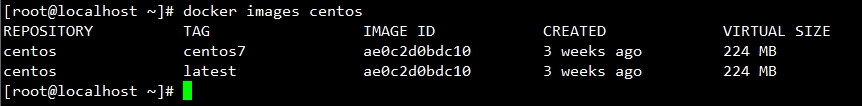 [root@localhost ~]# docker images centos
REPOSITORY TAG IMAGE ID CREATED VIRTUAL SIZE
centos centos7 ae0c2d0bdc10 3 weeks ago 224 MB
centos latest ae0c2d0bdc10 3 weeks ago 224 MB
[root@localhost ~]#